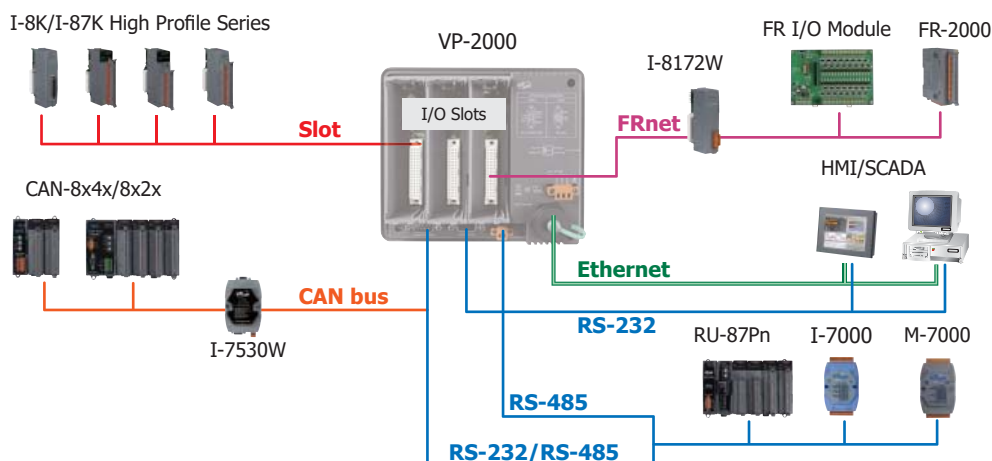 I-8K/I-87K High Profile Series
VP-2000
FR I/O Module
FR-2000
I-8172W
I/O Slots
Slot
FRnet
HMI/SCADA
CAN-8x4x/8x2x
Ethernet
CAN bus
RS-232
I-7530W
RU-87Pn
I-7000
M-7000
RS-485
RS-232/RS-485